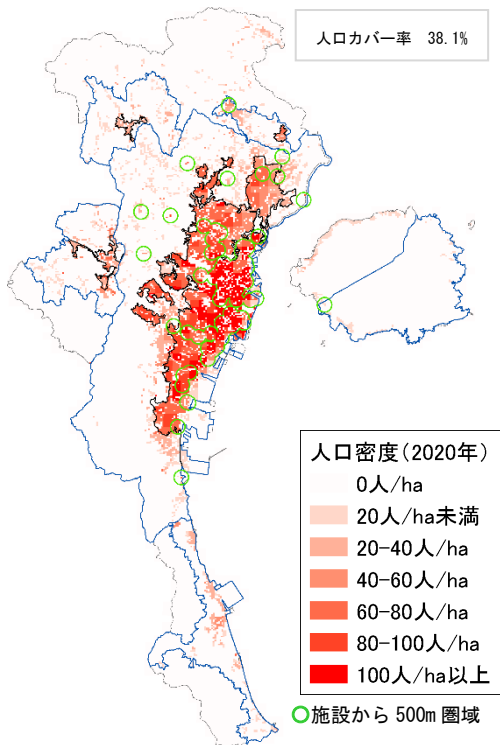 人口カバー率 38.1%
人口密度(2020年)
0人/ha
20人/ha未満
20-40人/ha
40-60人/ha
60-80人/ha
80-100人/ha
100人/ha以上
施設から500m圏域